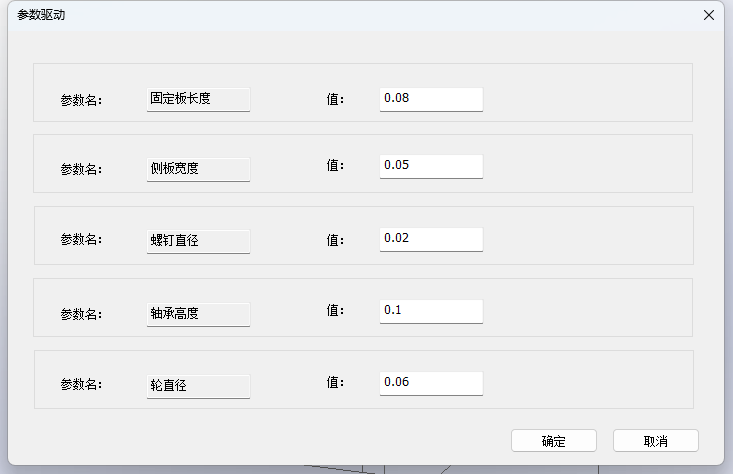 参数驱动
参数名： 固定板长度 值： 0.08
参数名： 侧板宽度 值： 0.05
参数名： 螺钉直径 值： 0.02
参数名： 轴承高度 值： 0.1
参数名： 轮直径 值： 0.06
确定 取消